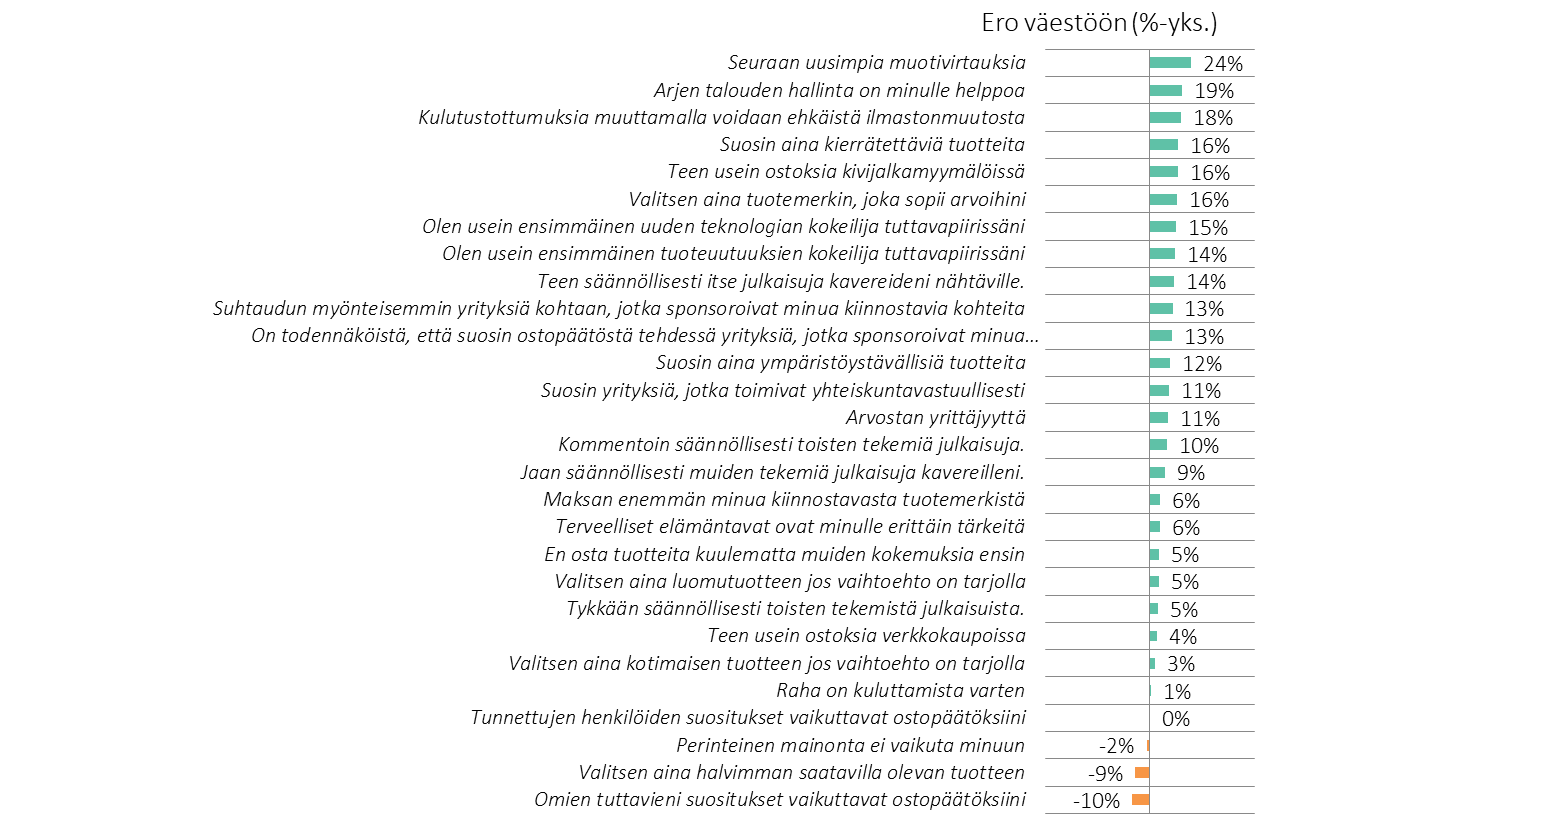 Ero väestöön (%-yks.)
Seuraan uusimpia muotivirtauksia 24%
Arjen talouden hallinta on minulle helppoa 19%
Kulutustottumuksia muuttamalla voidaan ehkäistä ilmastonmuutosta 18%
Suosin aina kierrätettäviä tuotteita 16%
Teen usein ostoksia kivijalkamyymälöissä 16%
Valitsen aina tuotemerkin, joka sopii arvoihini 16%
Olen usein ensimmäinen uuden teknologian kokeilija tuttavapiirissäni 15%
Olen usein ensimmäinen tuoteuutuuksien kokeilija tuttavapiirissäni 14%
Teen säännöllisesti itse julkaisuja kavereideni nähtäville. 14%
Suhtaudun myönteisemmin yrityksiä kohtaan, jotka sponsoroivat minua kiinnostavia kohteita 13%
On todennäköistä, että suosin ostopäätöstä tehdessä yrityksiä, jotka sponsoroivat minua... 13%
Suosin aina ympäristöystävällisiä tuotteita 12%
Suosin yrityksiä, jotka toimivat yhteiskuntavastuullisesti 11%
Arvostan yrittäjyyttä 11%
Kommentoin säännöllisesti toisten tekemiä julkaisuja. 10%
Jaan säännöllisesti muiden tekemiä julkaisuja kavereilleni. 9%
Maksan enemmän minua kiinnostavasta tuotemerkistä 6%
Terveelliset elämäntavat ovat minulle erittäin tärkeitä 6%
En osta tuotteita kuulematta muiden kokemuksia ensin 5%
Valitsen aina luomutuotteen jos vaihtoehto on tarjolla 5%
Tykkään säännöllisesti toisten tekemistä julkaisuista. 5%
Teen usein ostoksia verkkokaupoissa 4%
Valitsen aina kotimaisen tuotteen jos vaihtoehto on tarjolla 3%
Raha on kuluttamista varten 1%
Tunnettujen henkilöiden suositukset vaikuttavat ostopäätöksiini 0%
Perinteinen mainonta ei vaikuta minuun -2%
Valitsen aina halvimman saatavilla olevan tuotteen -9%
Omien tuttavieni suositukset vaikuttavat ostopäätöksiini -10%